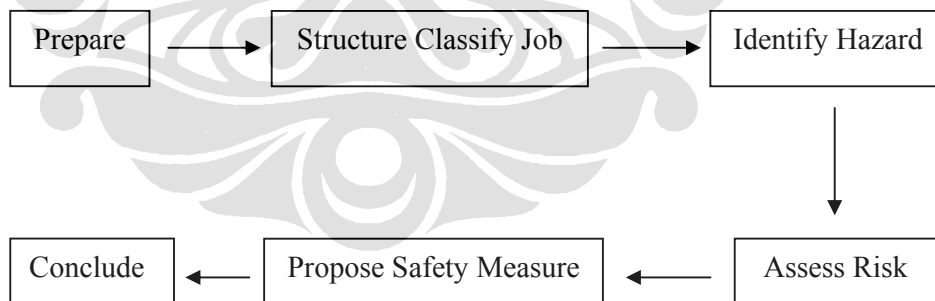 Prepare
Structure Classify Job
Identify Hazard
Assess Risk
Propose Safety Measure
Conclude